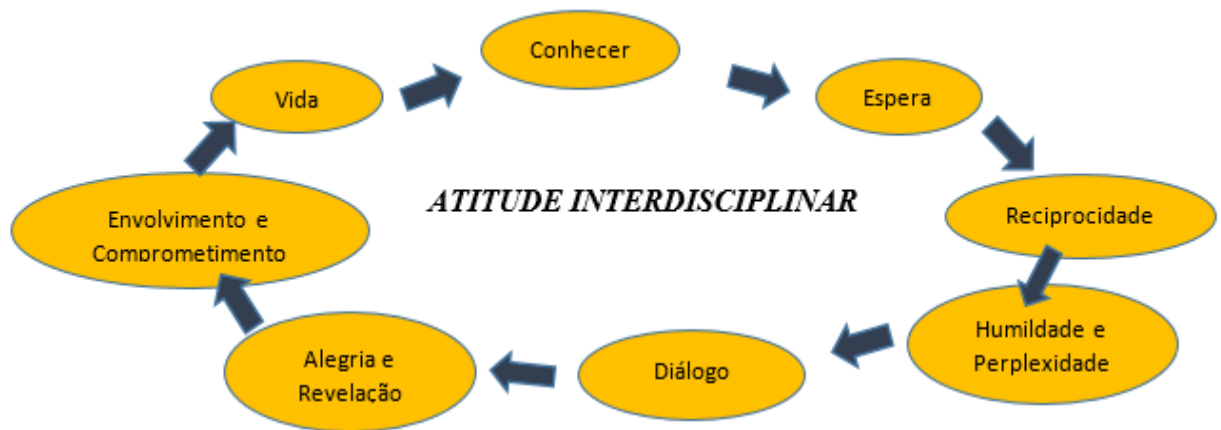 Conhecer
Vida
Espera
ATITUDE INTERDISCIPLINAR
Reciprocidade
Envolvimento e
Comprometimento
Humildade e
Perplexidade
Diálogo
Alegria e
Revelação